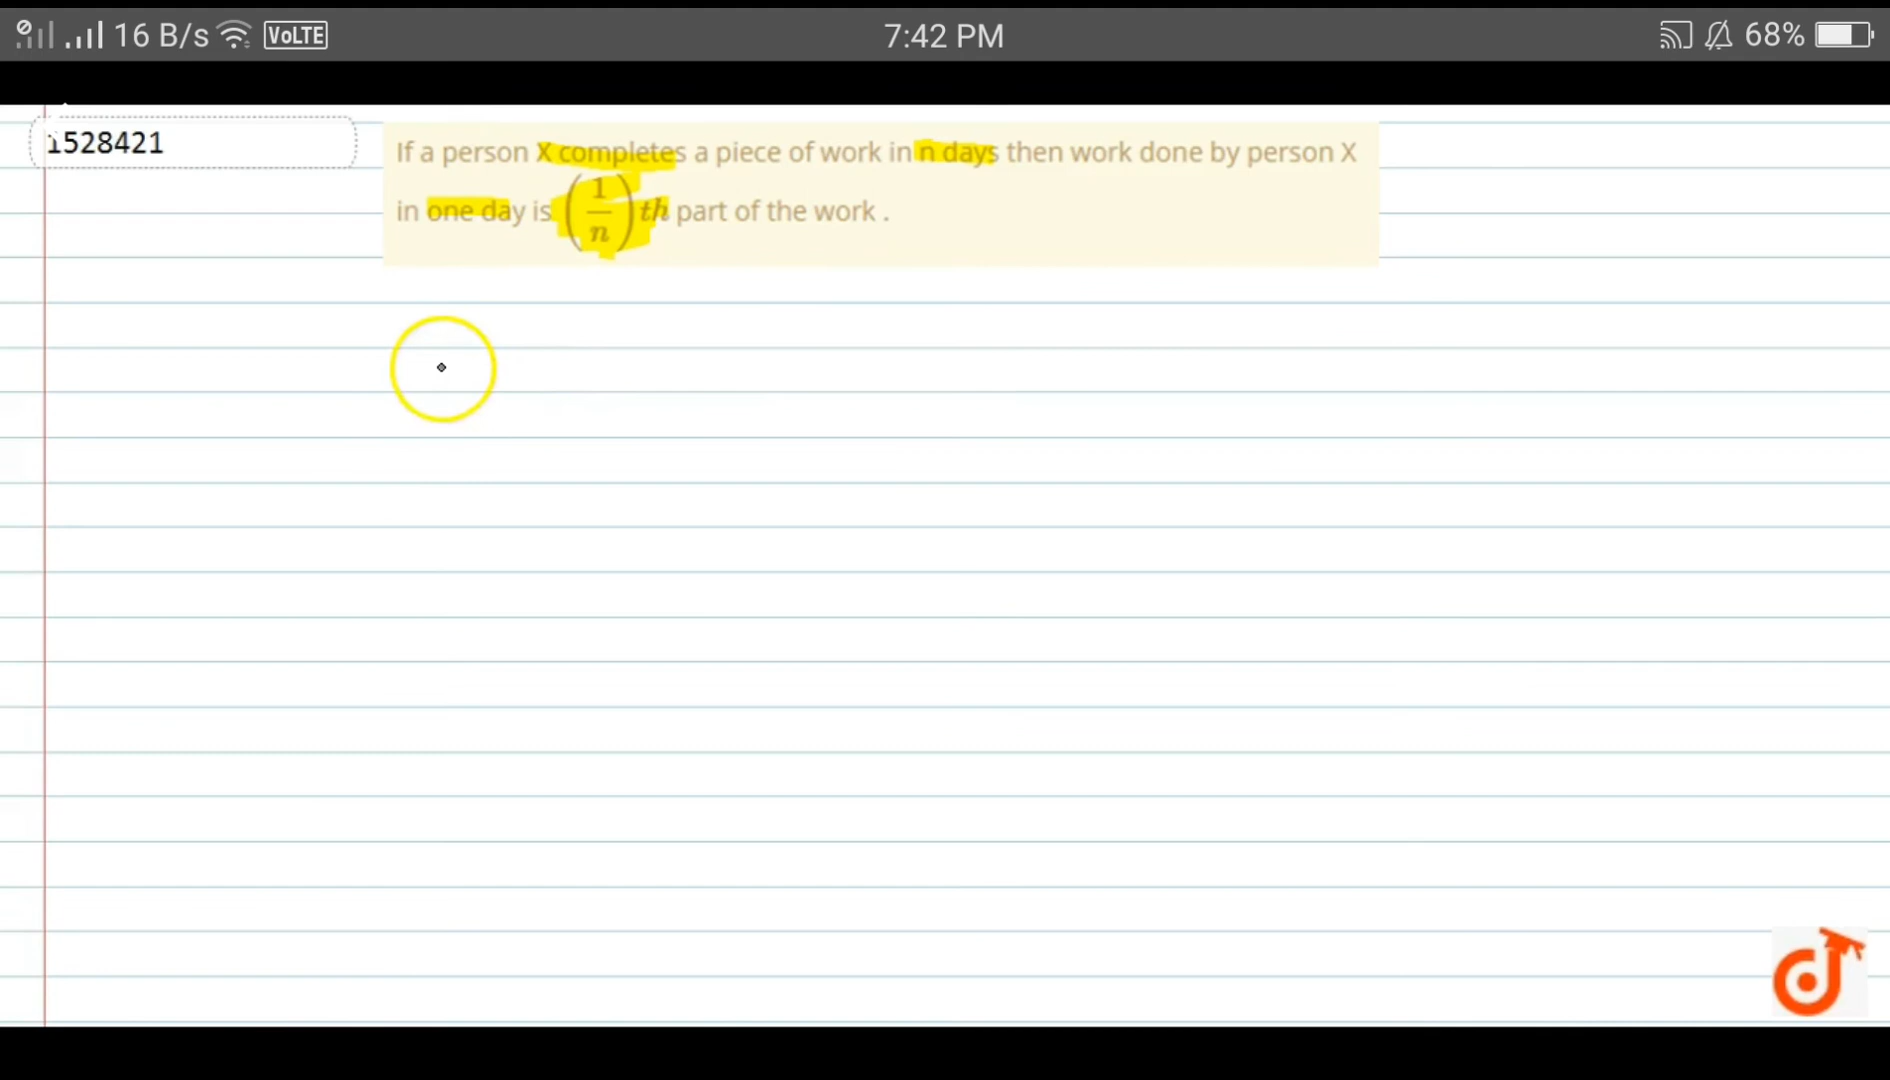 16 B/s VoLTE 7:42 PM 68%
1528421
If a person X completes a piece of work in n days then work done by person X
in one day is (1/n) th part of the work .